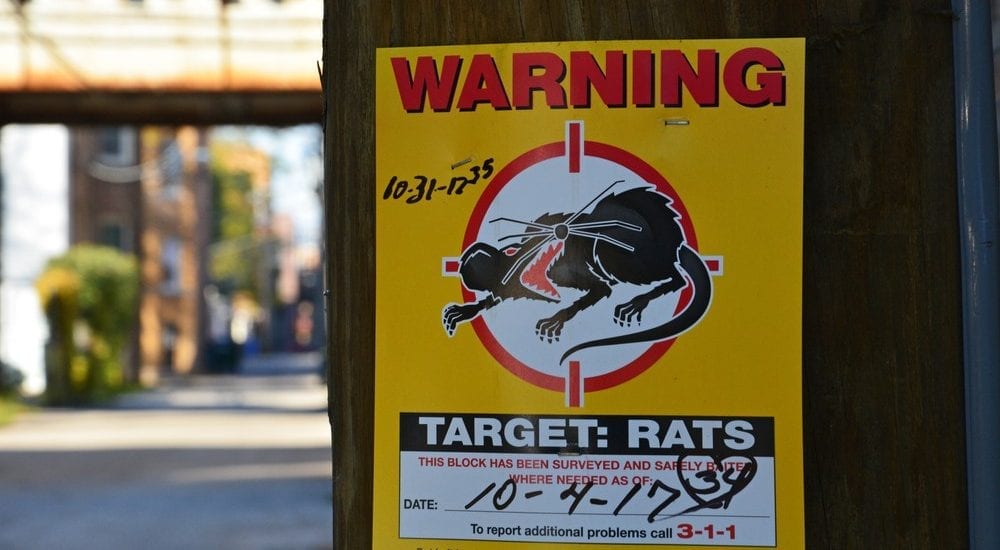 WARNING
10-31-17 35
TARGET: RATS
THIS BLOCK HAS BEEN SURVEYED AND SAFELY BAITED
WHERE NEEDED AS OF:
DATE: 10-4-17 34
To report additional problems call 3-1-1